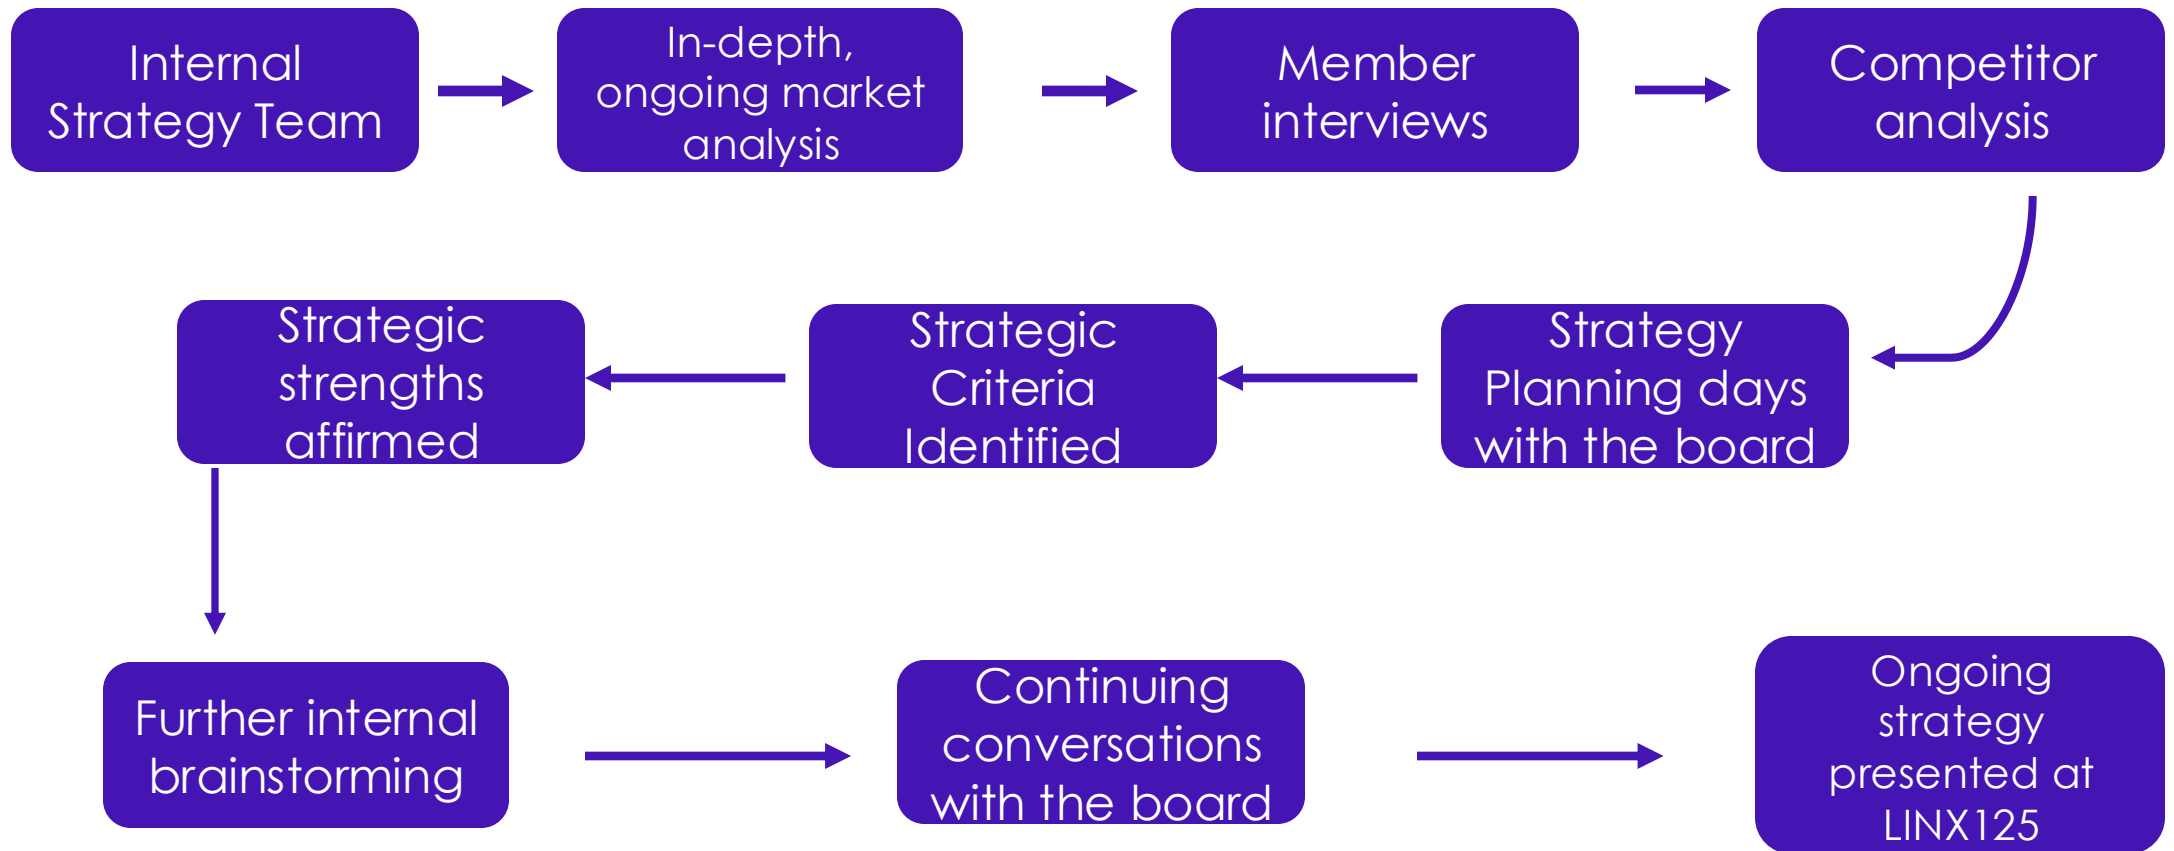 Internal
Strategy Team
In-depth,
ongoing market
analysis
Member
interviews
Competitor
analysis
Strategy
Planning days
with the board
Strategic
Criteria
Identified
Strategic
strengths
affirmed
Further internal
brainstorming
Continuing
conversations
with the board
Ongoing
strategy
presented at
LINX125